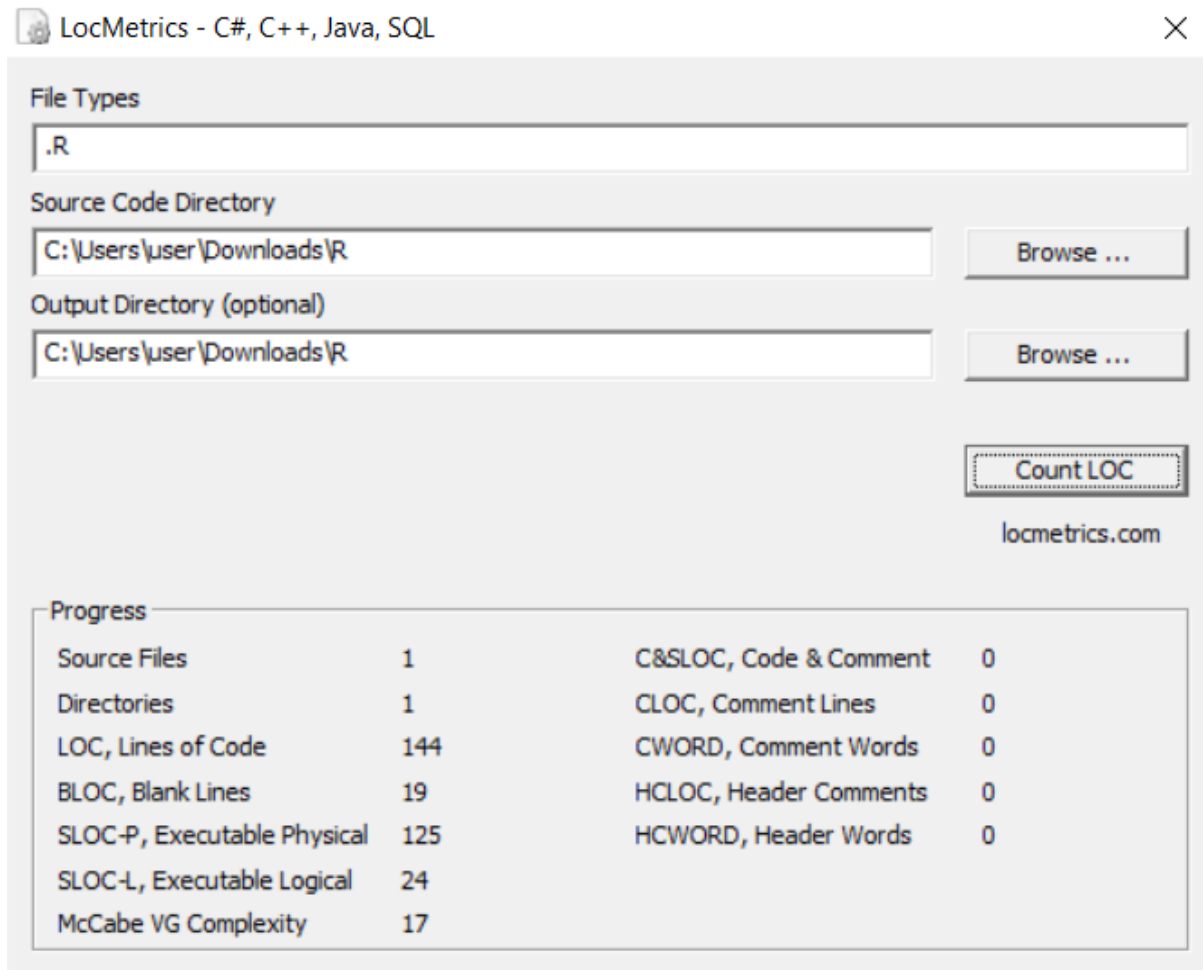 LocMetrics - C#, C++, Java, SQL
File Types
.R
Source Code Directory
C:\Users\user\Downloads\R
Browse ...
Output Directory (optional)
C:\Users\user\Downloads\R
Browse ...
Count LOC
locmetrics.com
Progress
Source Files 1 C&SLOC, Code & Comment 0
Directories 1 CLOC, Comment Lines 0
LOC, Lines of Code 144 CWORD, Comment Words 0
BLOC, Blank Lines 19 HCLOC, Header Comments 0
SLOC-P, Executable Physical 125 HCWORD, Header Words 0
SLOC-L, Executable Logical 24
McCabe VG Complexity 17